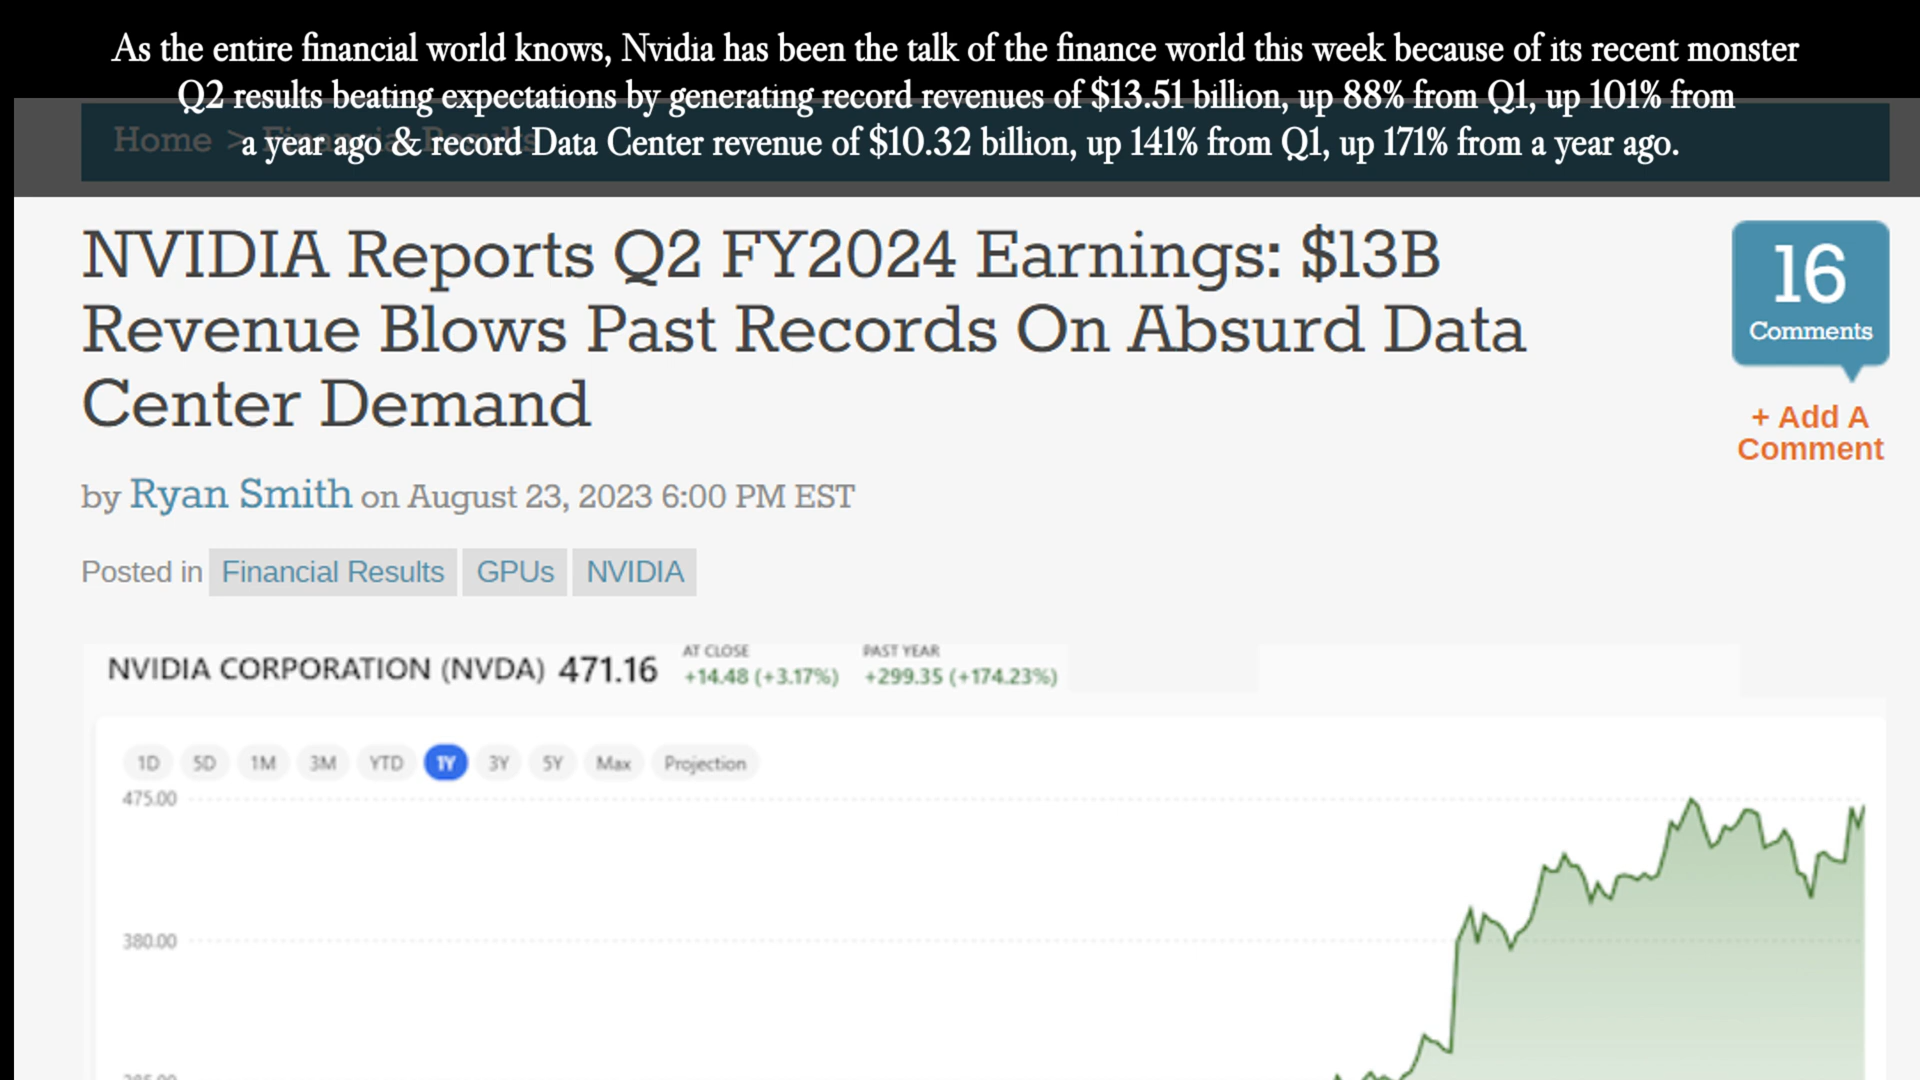 As the entire financial world knows, Nvidia has been the talk of the finance world this week because of its recent monster
Q2 results beating expectations by generating record revenues of $13.51 billion, up 88% from Q1, up 101% from
a year ago & record Data Center revenue of $10.32 billion, up 141% from Q1, up 171% from a year ago.
Home > Financial Results
NVIDIA Reports Q2 FY2024 Earnings: $13B
Revenue Blows Past Records On Absurd Data
Center Demand
16
Comments
+ Add A
Comment
by Ryan Smith on August 23, 2023 6:00 PM EST
Posted in Financial Results GPUs NVIDIA
NVIDIA CORPORATION (NVDA) 471.16
AT CLOSE
+14.48 (+3.17%)
PAST YEAR
+299.35 (+174.23%)
1D 5D 1M 3M YTD 1Y 3Y 5Y Max Projection
475.00
380.00